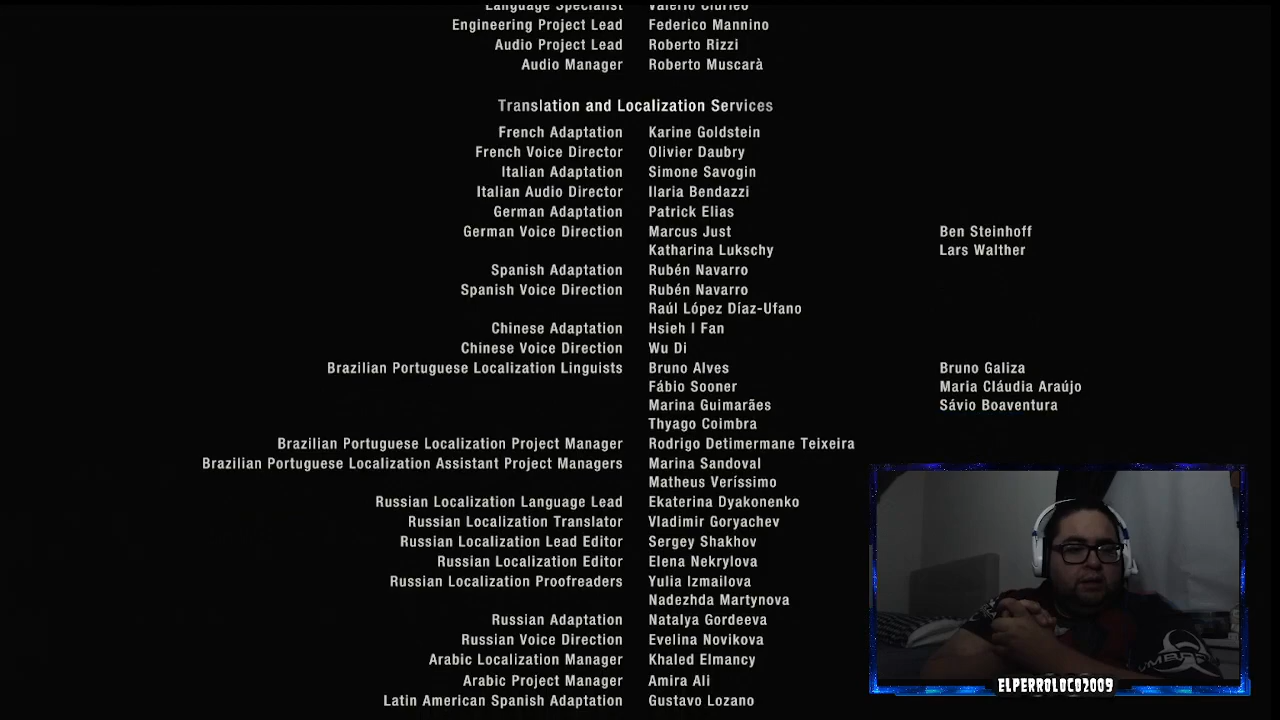 Language Specialist Valerio Ciurleo
Engineering Project Lead Federico Mannino
Audio Project Lead Roberto Rizzi
Audio Manager Roberto Muscarà
Translation and Localization Services
French Adaptation Karine Goldstein
French Voice Director Olivier Daubry
Italian Adaptation Simone Savogin
Italian Audio Director Ilaria Bendazzi
German Adaptation Patrick Elias
German Voice Direction Marcus Just Ben Steinhoff
Katharina Lukschy Lars Walther
Spanish Adaptation Rubén Navarro
Spanish Voice Direction Rubén Navarro
Raúl López Díaz-Ufano
Chinese Adaptation Hsieh I Fan
Chinese Voice Direction Wu Di
Brazilian Portuguese Localization Linguists Bruno Alves Bruno Galiza
Fábio Sooner Maria Cláudia Araújo
Marina Guimarães Sávio Boaventura
Thyago Coimbra
Brazilian Portuguese Localization Project Manager Rodrigo Detimermane Teixeira
Brazilian Portuguese Localization Assistant Project Managers Marina Sandoval
Matheus Veríssimo
Russian Localization Language Lead Ekaterina Dyakonenko
Russian Localization Translator Vladimir Goryachev
Russian Localization Lead Editor Sergey Shakhov
Russian Localization Editor Elena Nekrylova
Russian Localization Proofreaders Yulia Izmailova
Nadezhda Martynova
Russian Adaptation Natalya Gordeeva
Russian Voice Direction Evelina Novikova
Arabic Localization Manager Khaled Elmancy
Arabic Project Manager Amira Ali
Latin American Spanish Adaptation Gustavo Lozano
ELPERROLOCO2009